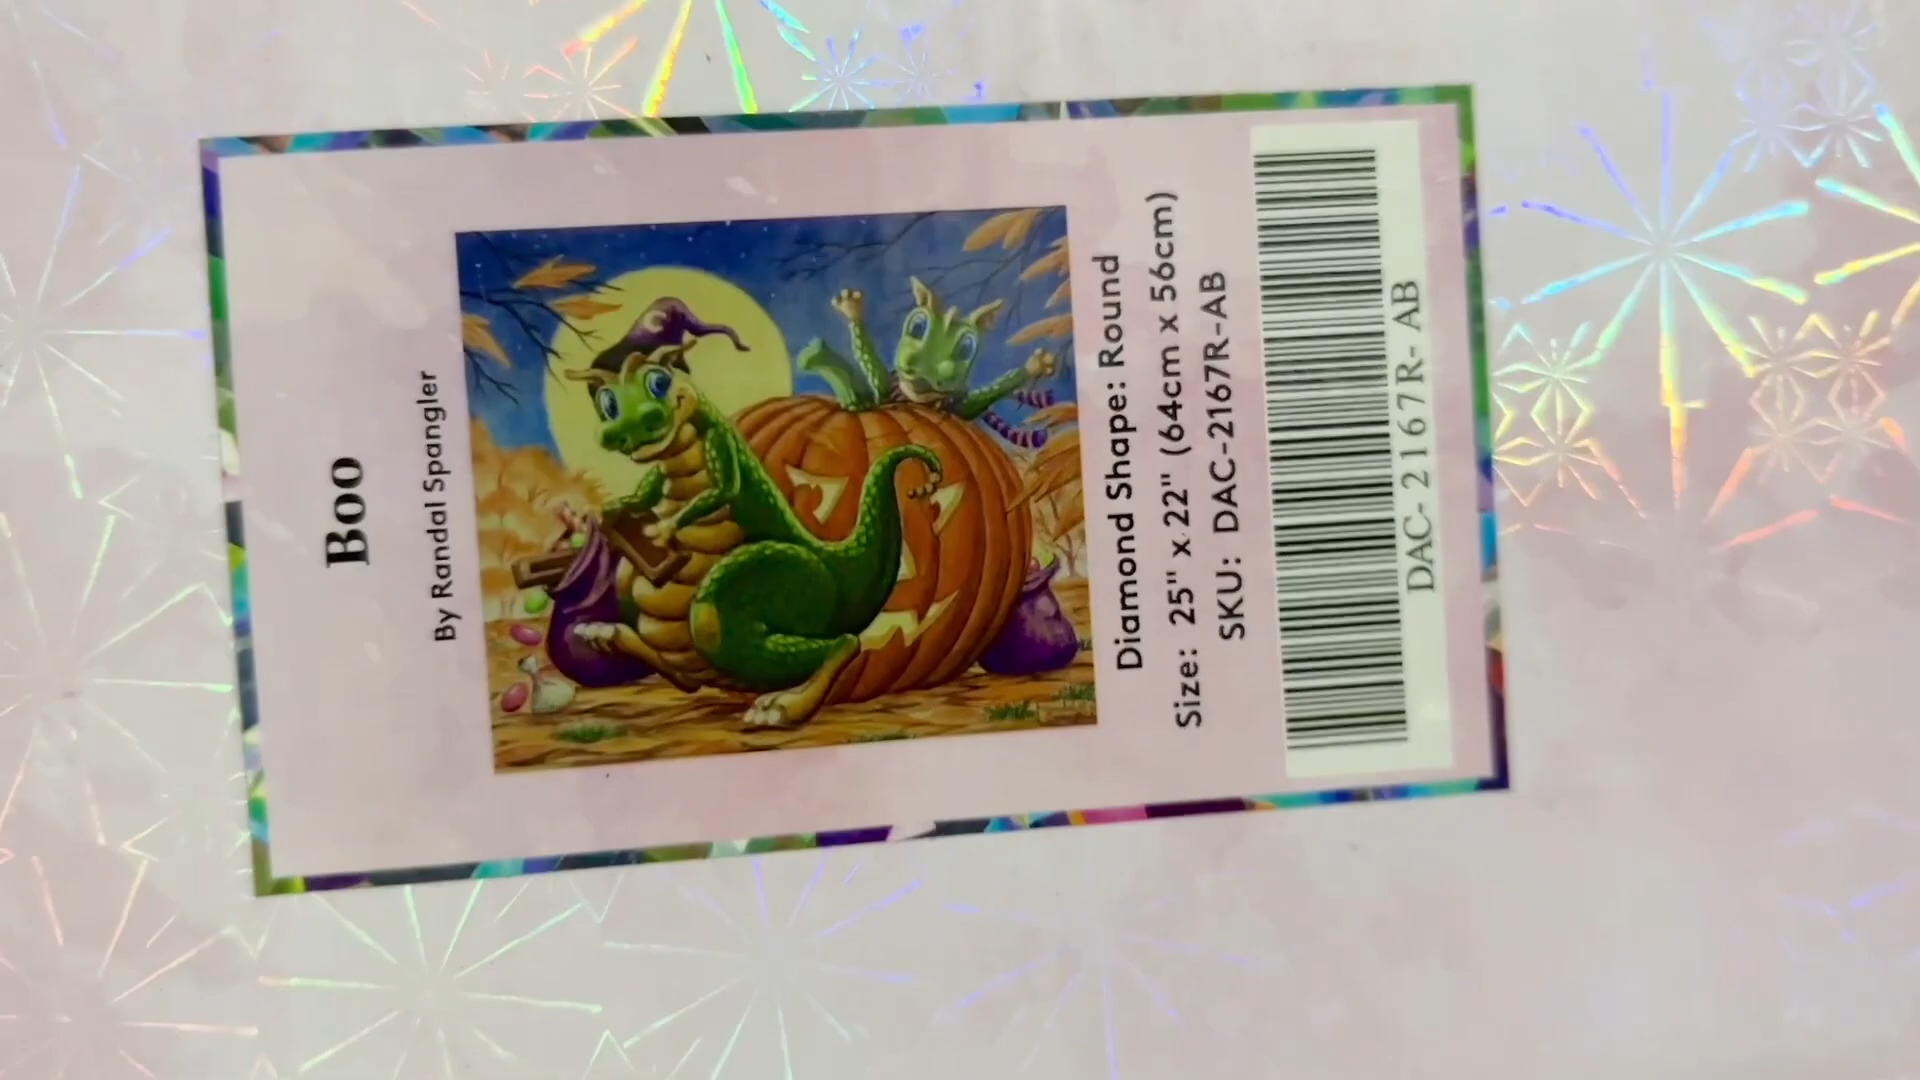 Boo
By Randal Spangler
Diamond Shape: Round
Size: 25" x 22" (64cm x 56cm)
SKU: DAC-2167R-AB
DAC- 2167R- AB